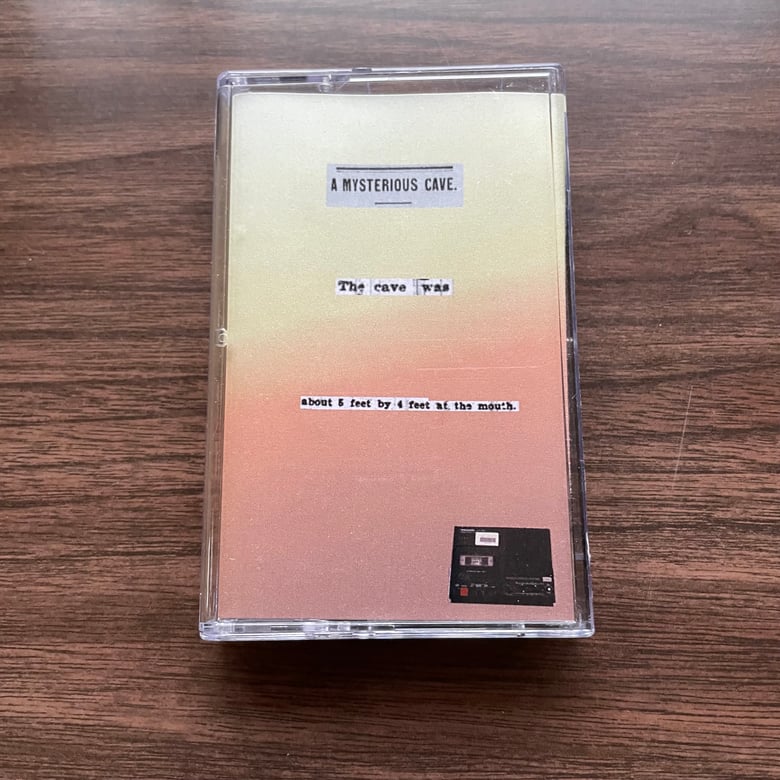 A MYSTERIOUS CAVE.
The cave was
about 5 feet by 4 feet at the mouth.